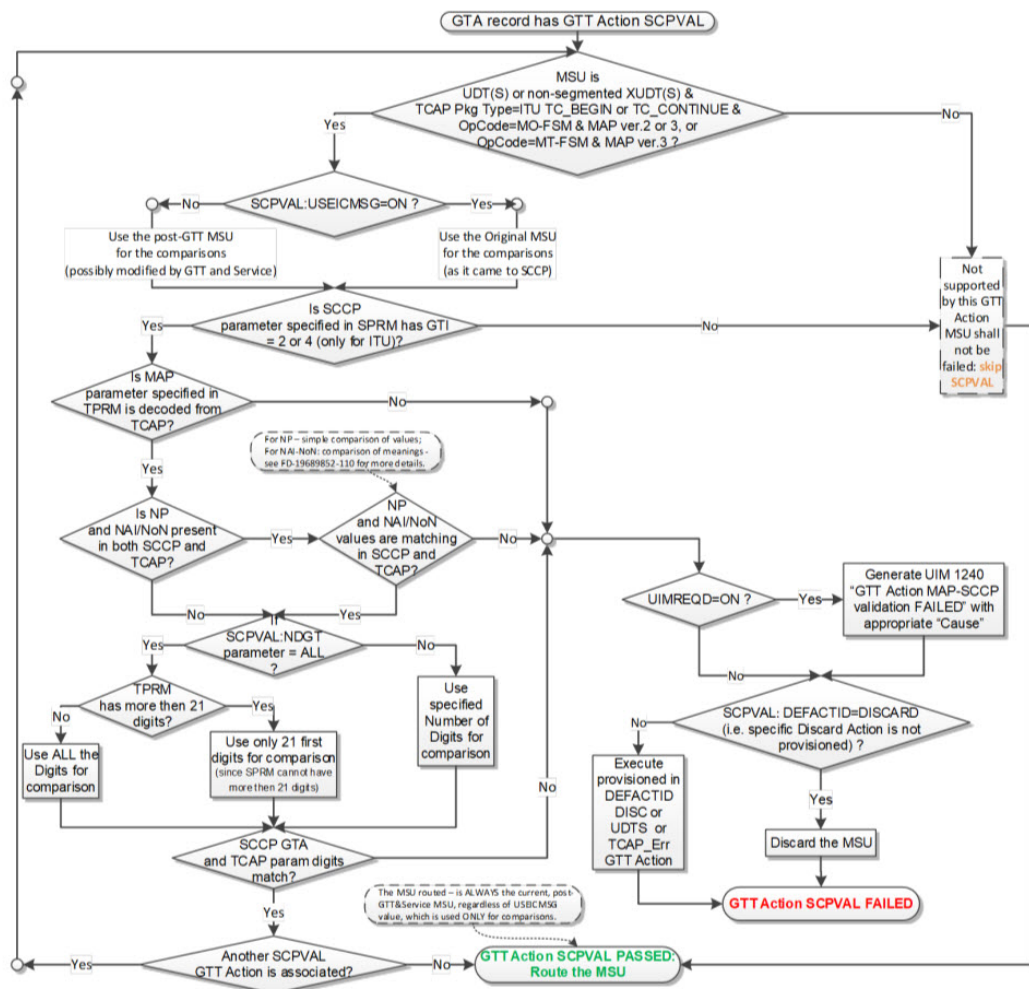 GTA record has GTT Action SCPVAL
MSU is
UDT(S) or non-segmented XUDT(S) &
TCAP Pkg Type=ITU TC_BEGIN or TC_CONTINUE &
OpCode=MO-FSM & MAP ver.2 or 3, or
OpCode=MT-FSM & MAP ver.3 ?
No
Yes
SCPVAL:USEICMSG=ON ?
No
Yes
Use the post-GTT MSU
for the comparisons
(possibly modified by GTT and Service)
Use the Original MSU
for the comparisons
(as it came to SCCP)
Not
supported
by this GTT
Action
MSU shall
not be
failed: skip
SCPVAL
Is SCCP
parameter specified in SPRM has GTI
= 2 or 4 (only for ITU)?
Yes
No
Is MAP
parameter specified in
TPRM is decoded from
TCAP?
No
Yes
For NP – simple comparison of values;
For NAI-NoN: comparison of meanings -
see FD-19689852-110 for more details.
Is NP
and NAI/NoN present
in both SCCP and
TCAP?
Yes
NP
and NAI/NoN
values are matching
in SCCP and
TCAP?
No
No
Yes
UIMREQD=ON ?
Yes
Generate UIM 1240
“GTT Action MAP-SCCP
validation FAILED” with
appropriate “Cause”
No
If
SCPVAL:NDGT
parameter = ALL
?
Yes
No
TPRM
has more then 21
digits?
No
Yes
Use ALL the
Digits for
comparison
Use only 21 first
digits for comparison
(since SPRM cannot have
more then 21 digits)
Use
specified
Number of
Digits for
comparison
SCPVAL: DEFACTID=DISCARD
(i.e. specific Discard Action is not
provisioned) ?
No
Yes
Execute
provisioned in
DEFACTID
DISC or
UDTS or
TCAP_Err
GTT Action
Discard the MSU
GTT Action SCPVAL FAILED
SCCP GTA
and TCAP param digits
match?
No
Yes
The MSU routed – is ALWAYS the current, post-
GTT&Service MSU, regardless of USEICMSG
value, which is used ONLY for comparisons.
Another SCPVAL
GTT Action is associated?
Yes
No
GTT Action SCPVAL PASSED:
Route the MSU